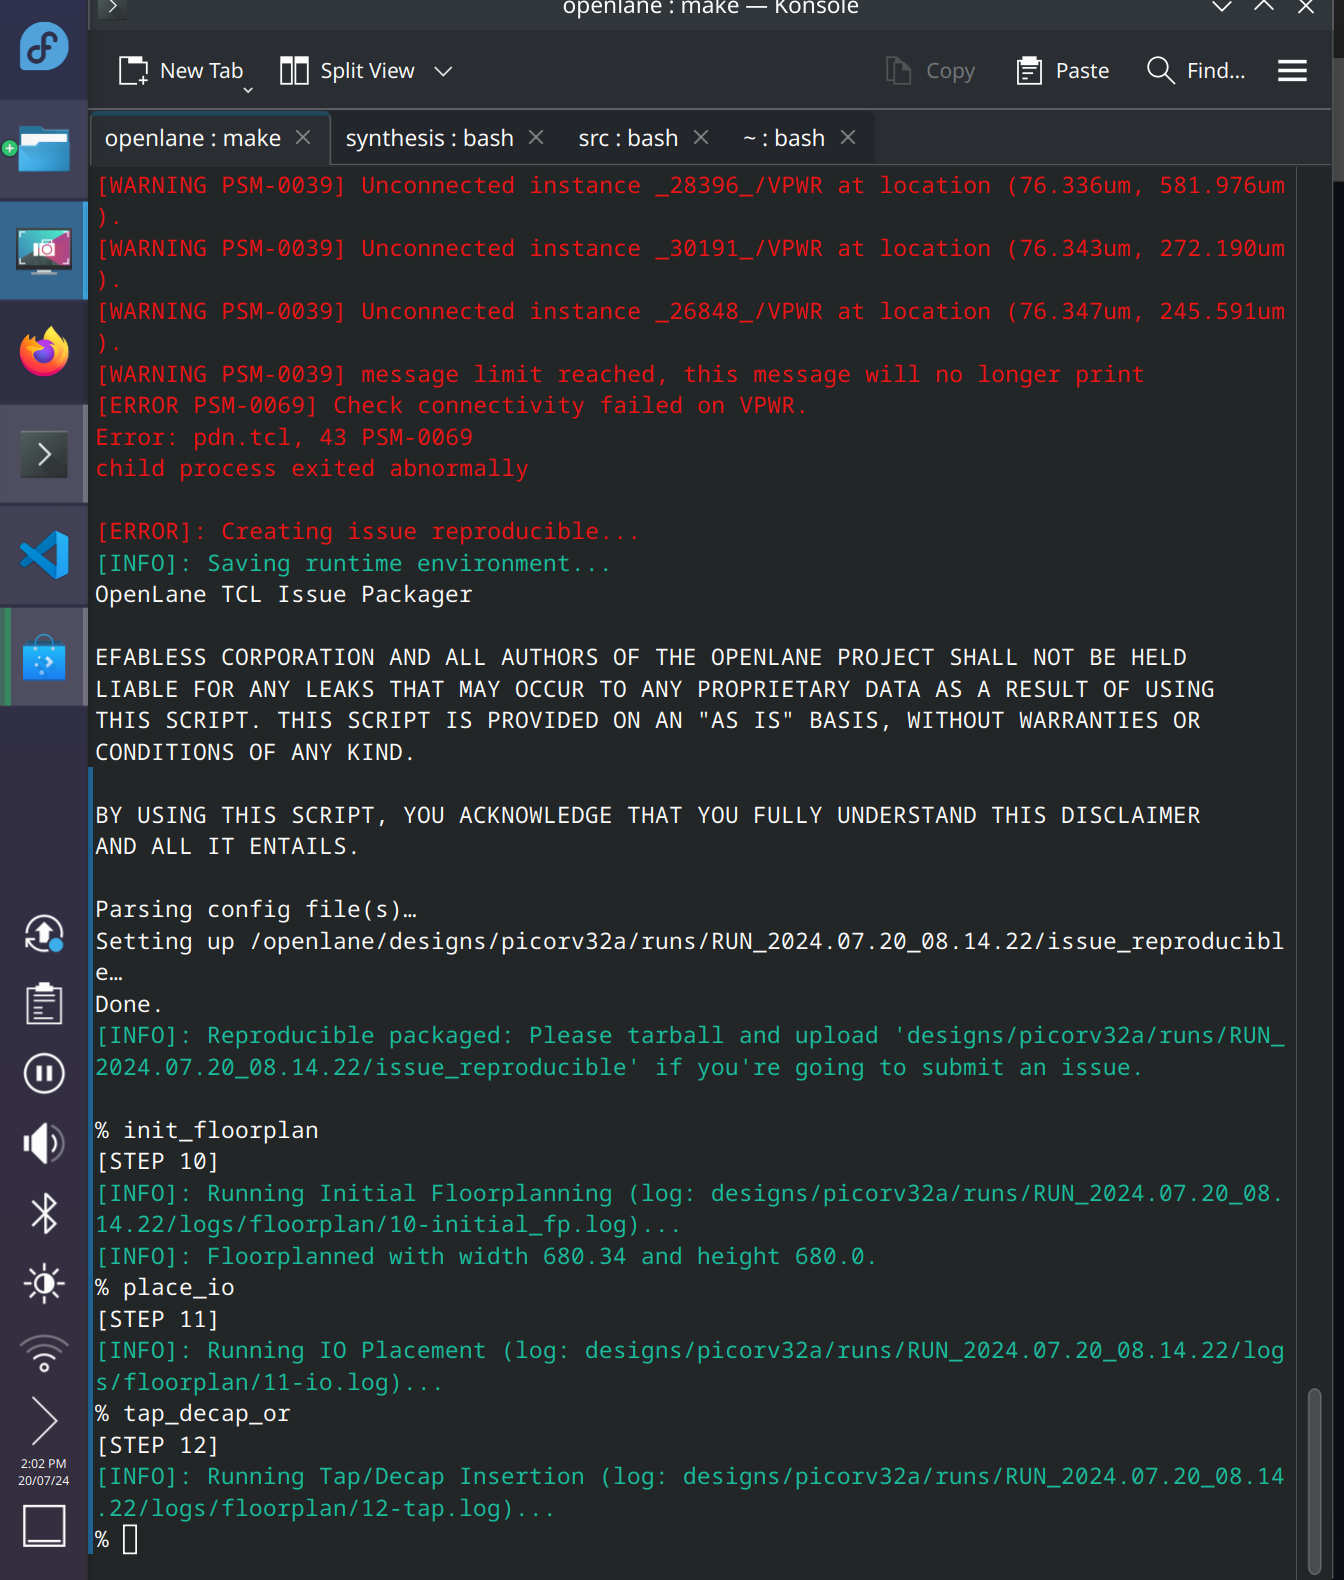 openlane : make — Konsole
New Tab
Split View
Copy
Paste
Find...
openlane : make
synthesis : bash
src : bash
~ : bash
[WARNING PSM-0039] Unconnected instance _28396_/VPWR at location (76.336um, 581.976um
).
[WARNING PSM-0039] Unconnected instance _30191_/VPWR at location (76.343um, 272.190um
).
[WARNING PSM-0039] Unconnected instance _26848_/VPWR at location (76.347um, 245.591um
).
[WARNING PSM-0039] message limit reached, this message will no longer print
[ERROR PSM-0069] Check connectivity failed on VPWR.
Error: pdn.tcl, 43 PSM-0069
child process exited abnormally
[ERROR]: Creating issue reproducible...
[INFO]: Saving runtime environment...
OpenLane TCL Issue Packager
EFABLESS CORPORATION AND ALL AUTHORS OF THE OPENLANE PROJECT SHALL NOT BE HELD
LIABLE FOR ANY LEAKS THAT MAY OCCUR TO ANY PROPRIETARY DATA AS A RESULT OF USING
THIS SCRIPT. THIS SCRIPT IS PROVIDED ON AN "AS IS" BASIS, WITHOUT WARRANTIES OR
CONDITIONS OF ANY KIND.
BY USING THIS SCRIPT, YOU ACKNOWLEDGE THAT YOU FULLY UNDERSTAND THIS DISCLAIMER
AND ALL IT ENTAILS.
Parsing config file(s)…
Setting up /openlane/designs/picorv32a/runs/RUN_2024.07.20_08.14.22/issue_reproducibl
e…
Done.
[INFO]: Reproducible packaged: Please tarball and upload 'designs/picorv32a/runs/RUN_
2024.07.20_08.14.22/issue_reproducible' if you're going to submit an issue.
% init_floorplan
[STEP 10]
[INFO]: Running Initial Floorplanning (log: designs/picorv32a/runs/RUN_2024.07.20_08.
14.22/logs/floorplan/10-initial_fp.log)...
[INFO]: Floorplanned with width 680.34 and height 680.0.
% place_io
[STEP 11]
[INFO]: Running IO Placement (log: designs/picorv32a/runs/RUN_2024.07.20_08.14.22/log
s/floorplan/11-io.log)...
% tap_decap_or
[STEP 12]
[INFO]: Running Tap/Decap Insertion (log: designs/picorv32a/runs/RUN_2024.07.20_08.14
.22/logs/floorplan/12-tap.log)...
%
2:02 PM
20/07/24